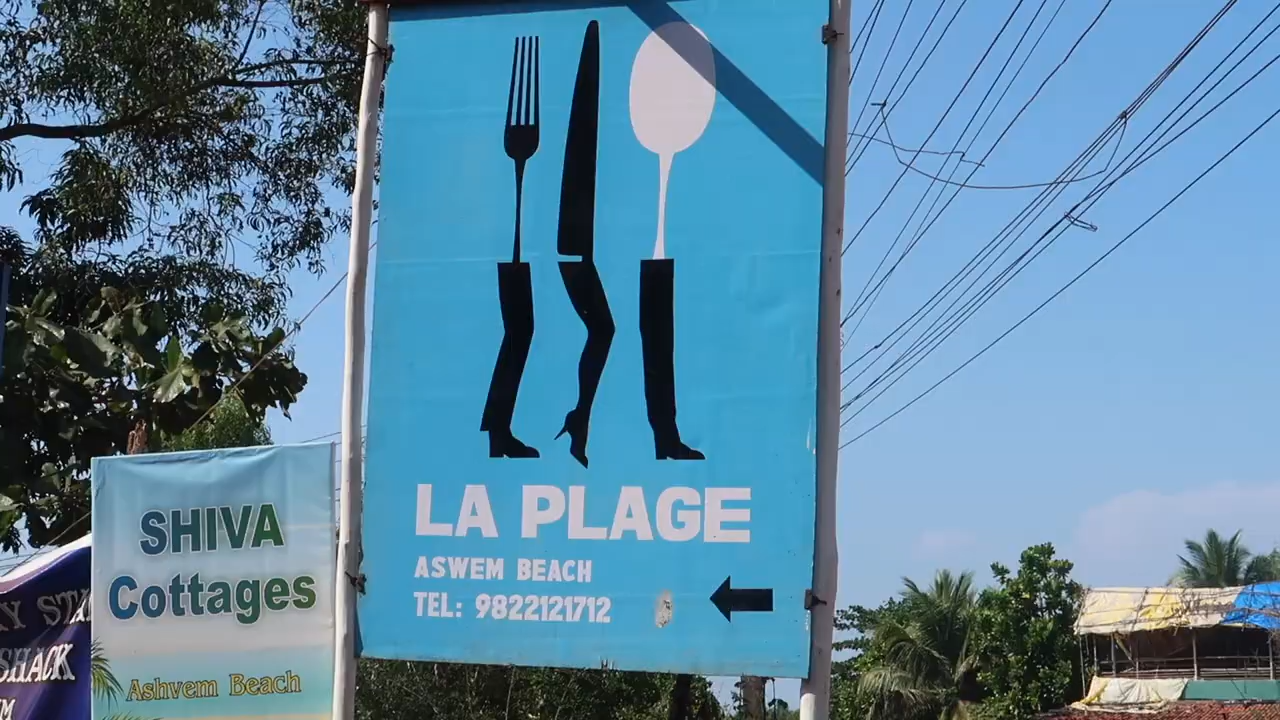 LA PLAGE
ASWEM BEACH
TEL: 9822121712
SHIVA
Cottages
Ashvem Beach
SHACK